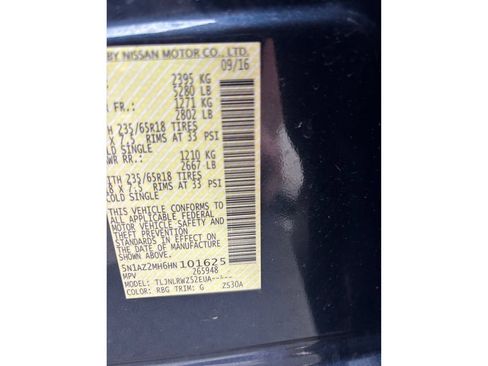 BY NISSAN MOTOR CO., LTD.
09/16
2395 KG
5280 LB
FR.: 1271 KG
2802 LB
TH 235/65R18 TIRES
X 7.5 RIMS AT 33 PSI
COLD SINGLE
WR RR.: 1210 KG
2667 LB
ITH 235/65R18 TIRES
8 X 7.5 RIMS AT 33 PSI
COLD SINGLE
THIS VEHICLE CONFORMS TO
ALL APPLICABLE FEDERAL
MOTOR VEHICLE SAFETY AND
THEFT PREVENTION
STANDARDS IN EFFECT ON
THE DATE OF MANUFACTURE
SHOWN ABOVE.
5N1AZ2MH6HN101625
MPV 265948
MODEL: TLJNLRWZ52EUA-----
COLOR: RBG TRIM: G Z530A